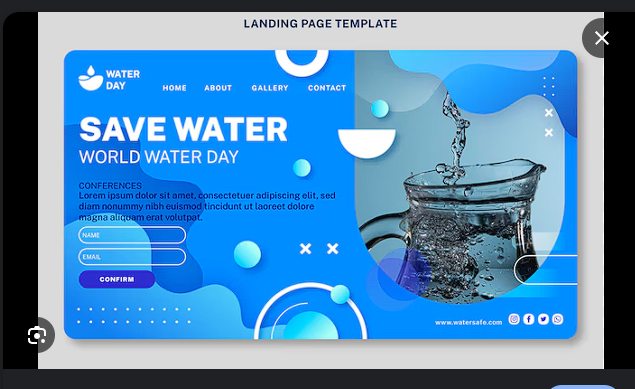 LANDING PAGE TEMPLATE
WATER
DAY
HOME ABOUT GALLERY CONTACT
SAVE WATER
WORLD WATER DAY
CONFERENCES
Lorem ipsum dolor sit amet, consectetuer adipiscing elit, sed
diam nonummy nibh euismod tincidunt ut laoreet dolore
magna aliquam erat volutpat.
NAME
EMAIL
CONFIRM
www.watersafe.com